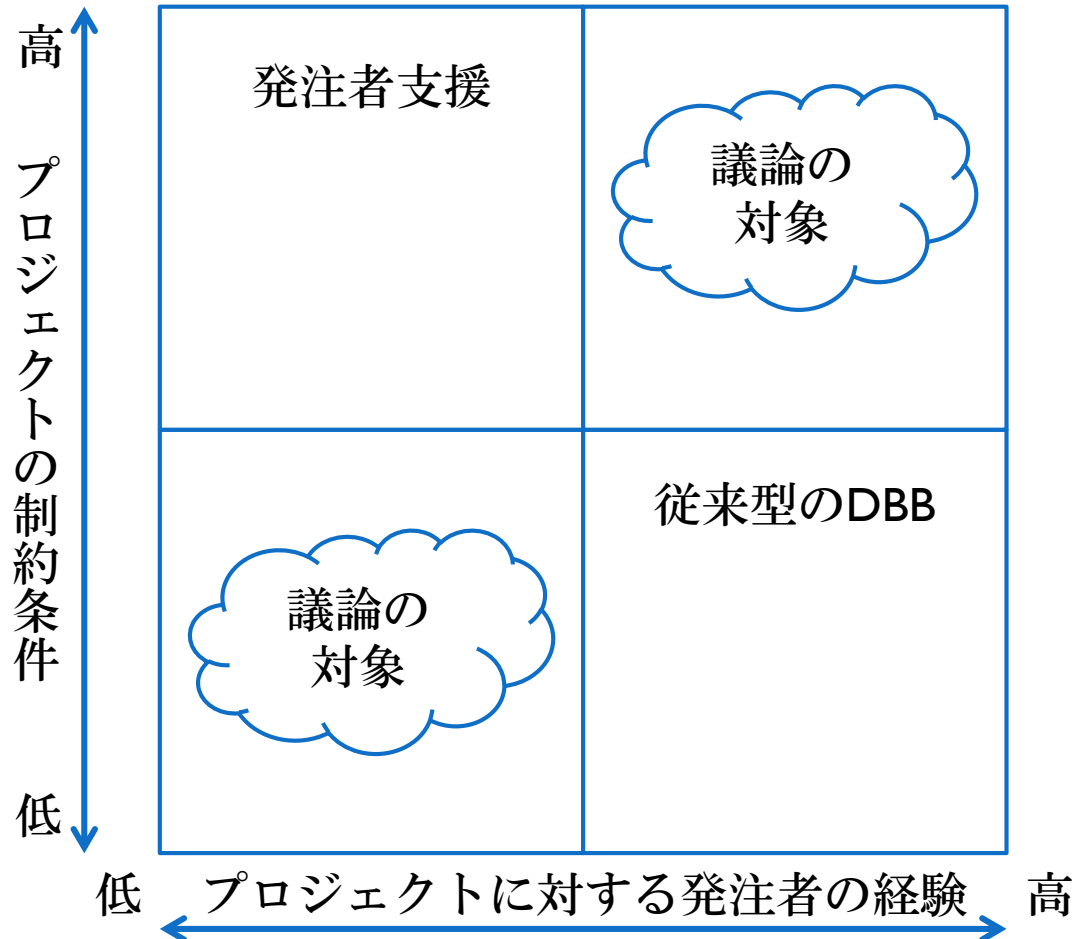 高
プロジェクトの制約条件
低
発注者支援
議論の
対象
議論の
対象
従来型のDBB
低
プロジェクトに対する発注者の経験
高